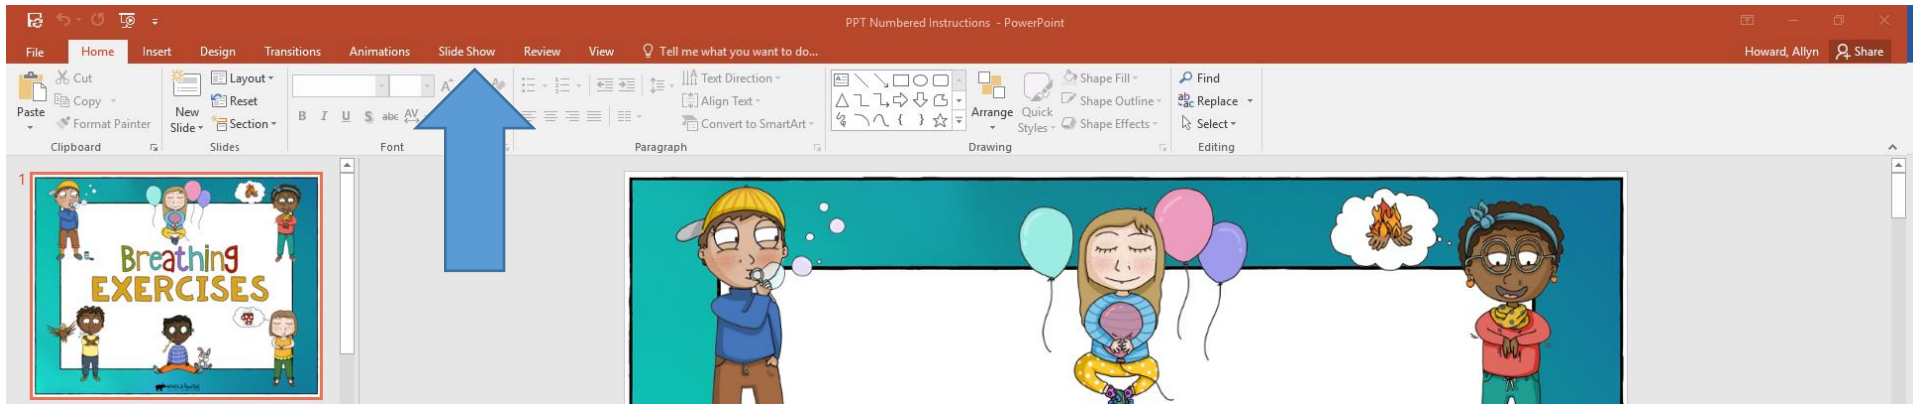 PPT Numbered Instructions - PowerPoint
File Home Insert Design Transitions Animations Slide Show Review View Tell me what you want to do... Howard, Allyn Share
Cut Layout Text Direction Shape Fill Find
Copy Reset Align Text Shape Outline Replace
Paste New Slide Arrange Quick Styles
Format Painter Section B I U S abc AV Convert to SmartArt Shape Effects Select
Clipboard Slides Font Paragraph Drawing Editing
1
Breathing
EXERCISES